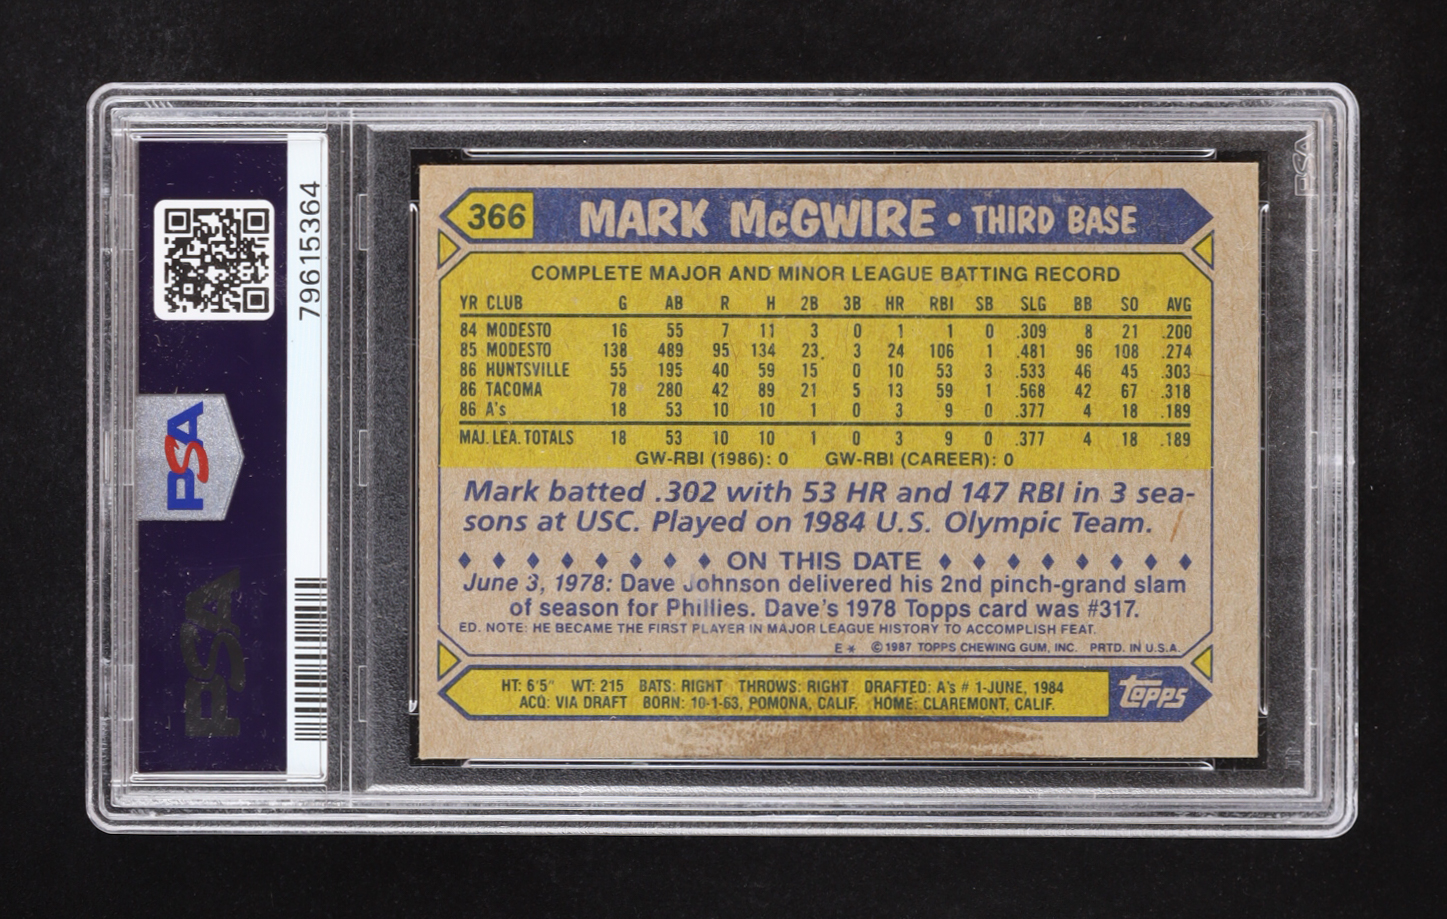 366 MARK McGWIRE • THIRD BASE
COMPLETE MAJOR AND MINOR LEAGUE BATTING RECORD
YR CLUB G AB R H 2B 3B HR RBI SB SLG BB SO AVG
84 MODESTO 16 55 7 11 3 0 1 1 0 .309 8 21 .200
85 MODESTO 138 489 95 134 23 3 24 106 1 .481 96 108 .274
86 HUNTSVILLE 55 195 40 59 15 0 10 53 3 .533 46 45 .303
86 TACOMA 78 280 42 89 21 5 13 59 1 .568 42 67 .318
86 A's 18 53 10 10 1 0 3 9 0 .377 4 18 .189
MAJ. LEA. TOTALS 18 53 10 10 1 0 3 9 0 .377 4 18 .189
GW-RBI (1986): 0 GW-RBI (CAREER): 0
Mark batted .302 with 53 HR and 147 RBI in 3 sea-
sons at USC. Played on 1984 U.S. Olympic Team.
♦ ♦ ♦ ♦ ♦ ♦ ♦ ♦ ON THIS DATE ♦ ♦ ♦ ♦ ♦ ♦ ♦ ♦
June 3, 1978: Dave Johnson delivered his 2nd pinch-grand slam
of season for Phillies. Dave's 1978 Topps card was #317.
ED. NOTE: HE BECAME THE FIRST PLAYER IN MAJOR LEAGUE HISTORY TO ACCOMPLISH FEAT.
E* ©1987 TOPPS CHEWING GUM, INC. PRTD. IN U.S.A.
HT: 6'5" WT: 215 BATS: RIGHT THROWS: RIGHT DRAFTED: A's # 1-JUNE, 1984
ACQ: VIA DRAFT BORN: 10-1-63, POMONA, CALIF. HOME: CLAREMONT, CALIF.
Topps
79615364
PSA
PSA
PSA